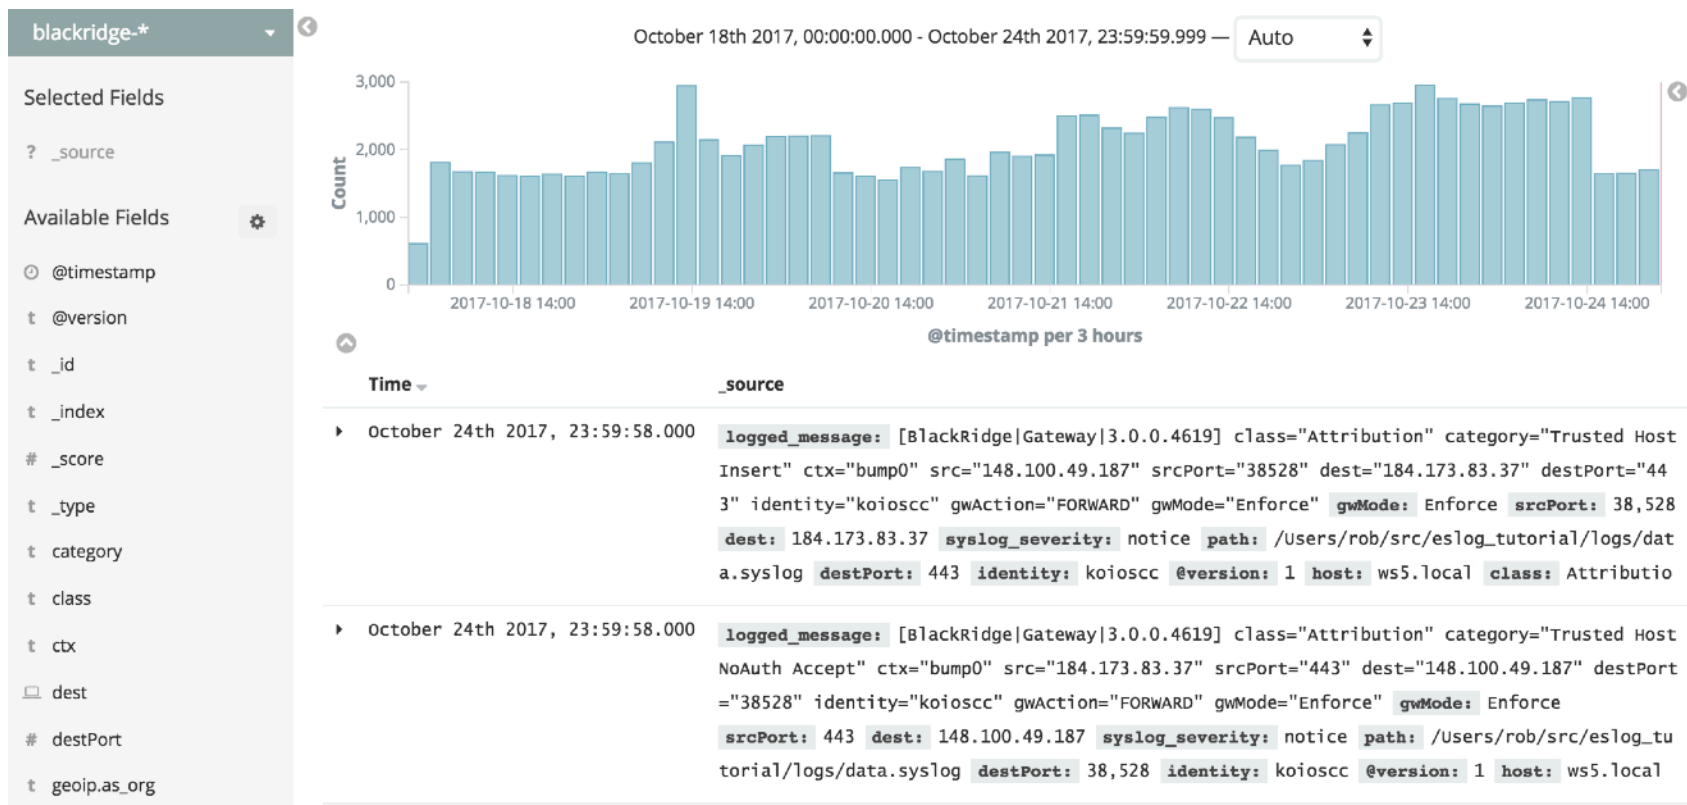 blackridge-*
Selected Fields
? _source
Available Fields
@timestamp
t @version
t _id
t _index
# _score
t _type
t category
t class
t ctx
dest
# destPort
t geoip.as_org
October 18th 2017, 00:00:00.000 - October 24th 2017, 23:59:59.999 — Auto
3,000
2,000
1,000
0
Count
2017-10-18 14:00 2017-10-19 14:00 2017-10-20 14:00 2017-10-21 14:00 2017-10-22 14:00 2017-10-23 14:00 2017-10-24 14:00
@timestamp per 3 hours
Time _source
October 24th 2017, 23:59:58.000 logged_message: [BlackRidge|Gateway|3.0.0.4619] class="Attribution" category="Trusted Host
Insert" ctx="bump0" src="148.100.49.187" srcPort="38528" dest="184.173.83.37" destPort="44
3" identity="koioscc" gwAction="FORWARD" gwMode="Enforce" gwMode: Enforce srcPort: 38,528
dest: 184.173.83.37 syslog_severity: notice path: /Users/rob/src/eslog_tutorial/logs/dat
a.syslog destPort: 443 identity: koioscc @version: 1 host: ws5.local class: Attributio
October 24th 2017, 23:59:58.000 logged_message: [BlackRidge|Gateway|3.0.0.4619] class="Attribution" category="Trusted Host
NoAuth Accept" ctx="bump0" src="184.173.83.37" srcPort="443" dest="148.100.49.187" destPort
="38528" identity="koioscc" gwAction="FORWARD" gwMode="Enforce" gwMode: Enforce
srcPort: 443 dest: 148.100.49.187 syslog_severity: notice path: /Users/rob/src/eslog_tu
torial/logs/data.syslog destPort: 38,528 identity: koioscc @version: 1 host: ws5.local